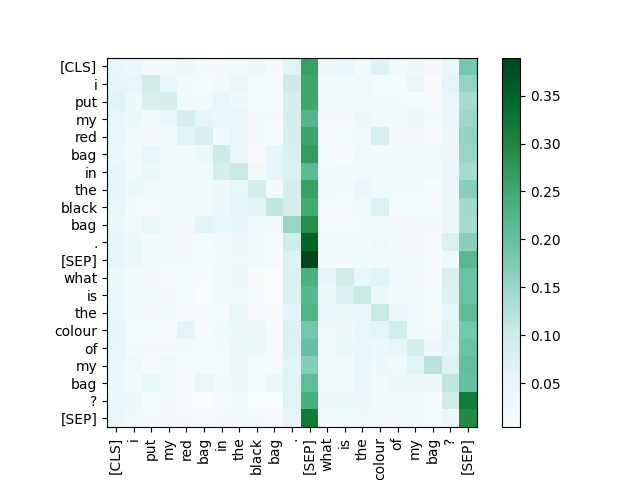 [CLS]
i
put
my
red
bag
in
the
black
bag
.
[SEP]
what
is
the
colour
of
my
bag
?
[SEP]
[CLS] i put my red bag in the black bag . [SEP] what is the colour of my bag ? [SEP]
0.35
0.30
0.25
0.20
0.15
0.10
0.05